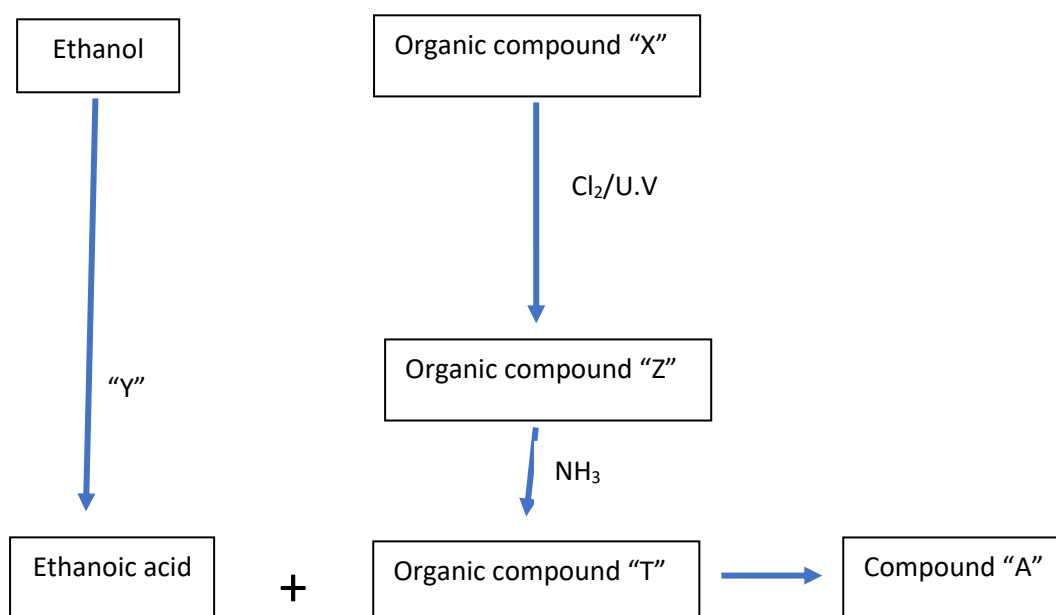 Ethanol
Organic compound “X”
Cl₂/U.V
Organic compound “Z”
“Y”
NH₃
Ethanoic acid
+
Organic compound “T”
Compound “A”